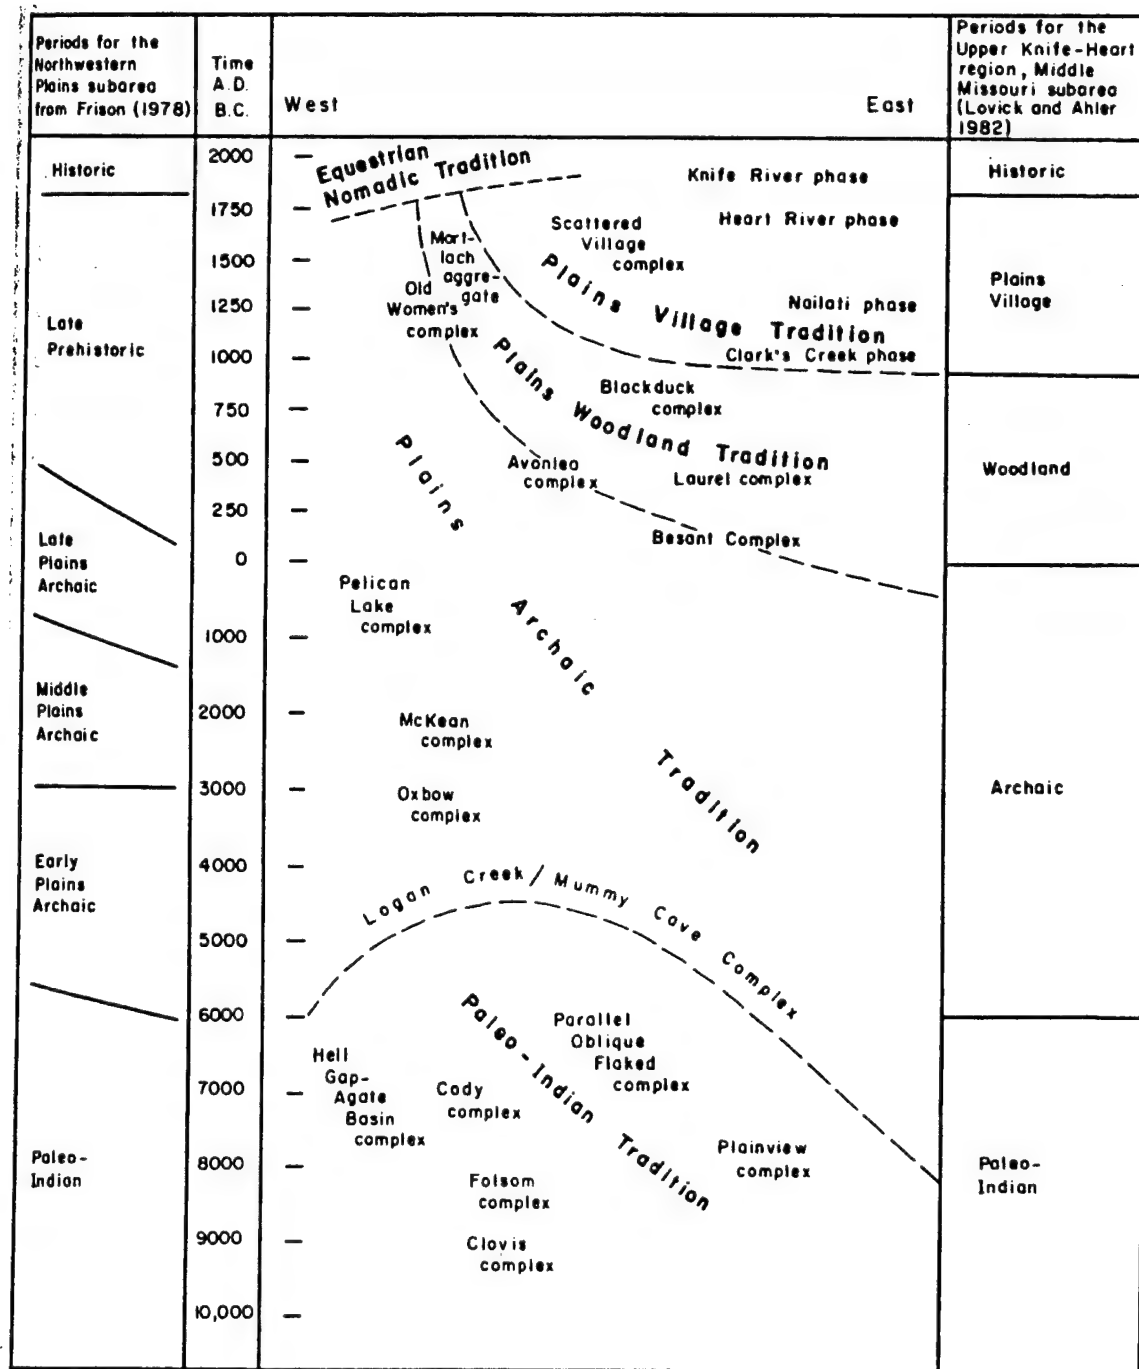 Periods for the
Northwestern
Plains subarea
from Frison (1978)
Time
A.D.
B.C.
West
East
Periods for the
Upper Knife-Heart
region, Middle
Missouri subarea
(Lovick and Ahler
1982)
Historic
Late
Prehistoric
Late
Plains
Archaic
Middle
Plains
Archaic
Early
Plains
Archaic
Paleo-
Indian
2000
1750
1500
1250
1000
750
500
250
0
1000
2000
3000
4000
5000
6000
7000
8000
9000
10,000
Equestrian
Nomadic Tradition
Knife River phase
Heart River phase
Scattered
Village
complex
Mort-
lach
aggre-
gate
Old
Women's
complex
Plains Village Tradition
Nailati phase
Clark's Creek phase
Blackduck
complex
Plains Woodland Tradition
Avonlea
complex
Laurel complex
Besant Complex
Plains Archaic Tradition
Pelican
Lake
complex
McKean
complex
Oxbow
complex
Logan Creek / Mummy Cave Complex
Paleo-Indian Tradition
Parallel
Oblique
Flaked
complex
Hell
Gap-
Agate
Basin
complex
Cody
complex
Plainview
complex
Folsom
complex
Clovis
complex
Historic
Plains
Village
Woodland
Archaic
Paleo-
Indian